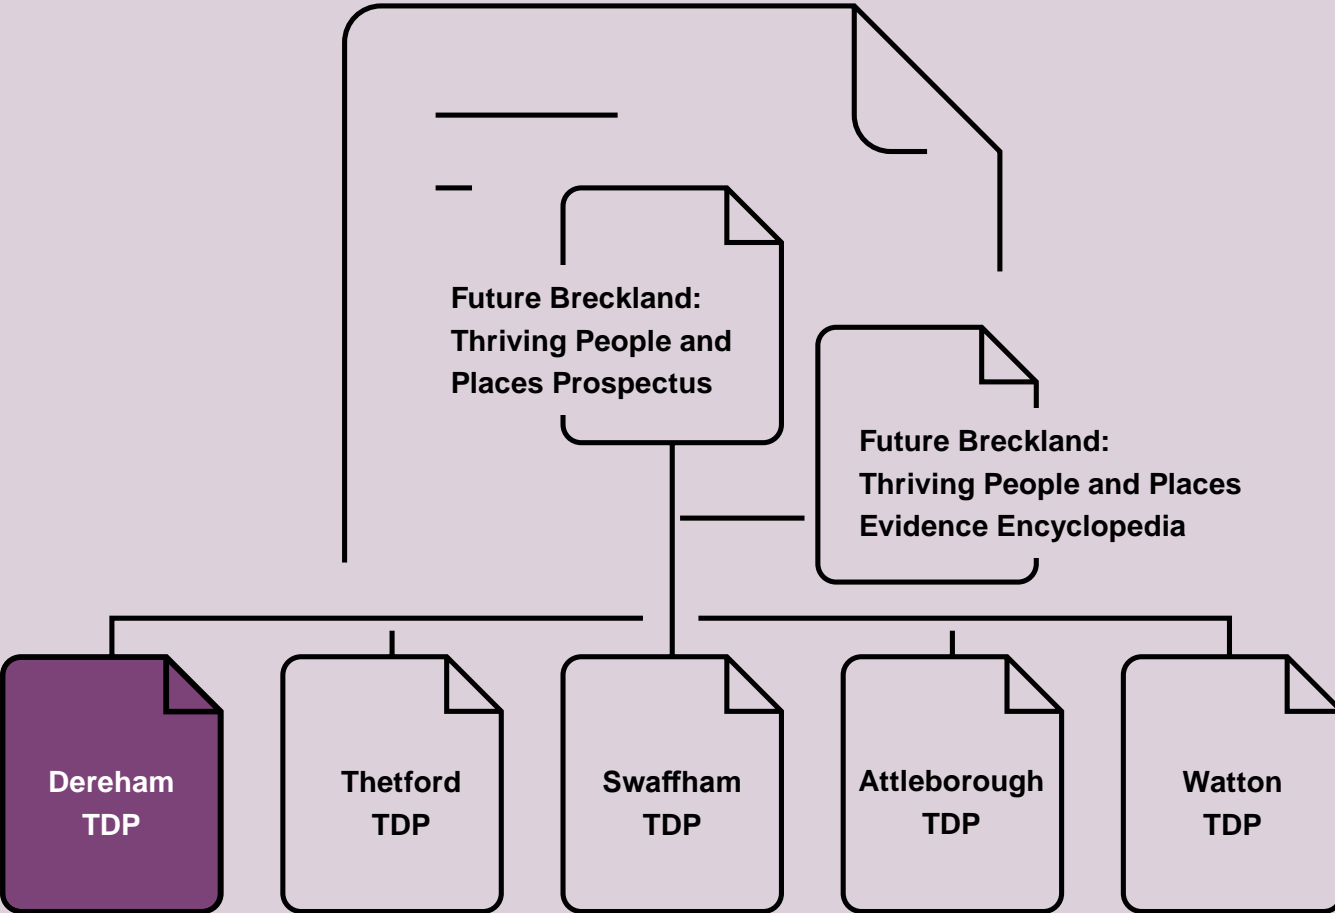 Future Breckland:
Thriving People and
Places Prospectus
Future Breckland:
Thriving People and Places
Evidence Encyclopedia
Dereham
TDP
Thetford
TDP
Swaffham
TDP
Attleborough
TDP
Watton
TDP